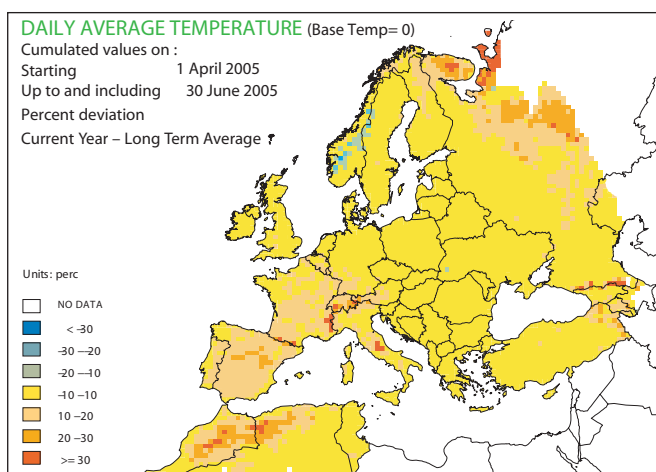 DAILY AVERAGE TEMPERATURE (Base Temp= 0)
Cumulated values on :
Starting 1 April 2005
Up to and including 30 June 2005
Percent deviation
Current Year – Long Term Average
Units: perc
NO DATA
< -30
-30 –-20
-20 –-10
-10 -10
10 -20
20 -30
>= 30